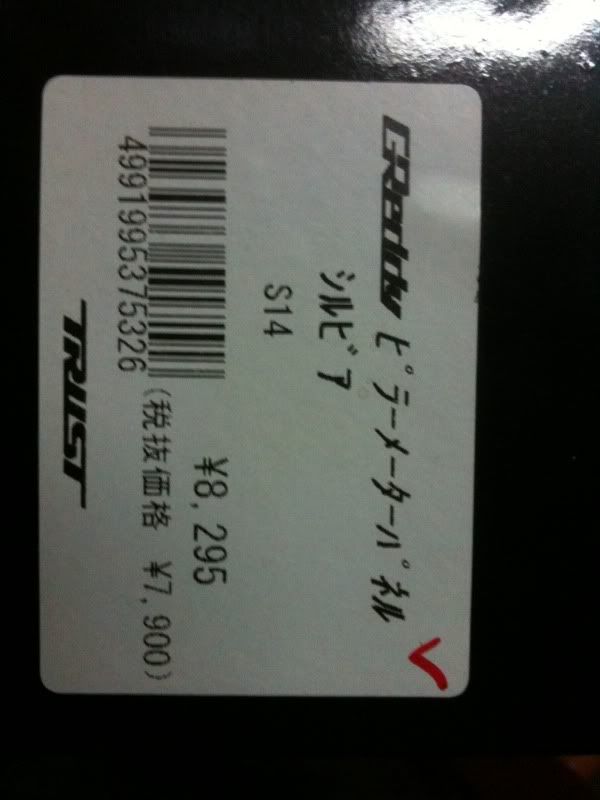 GReddy ピラーメーターパネル
シルビア
S14
4991995375326
¥8,295
(税抜価格 ¥7,900)
TRUST